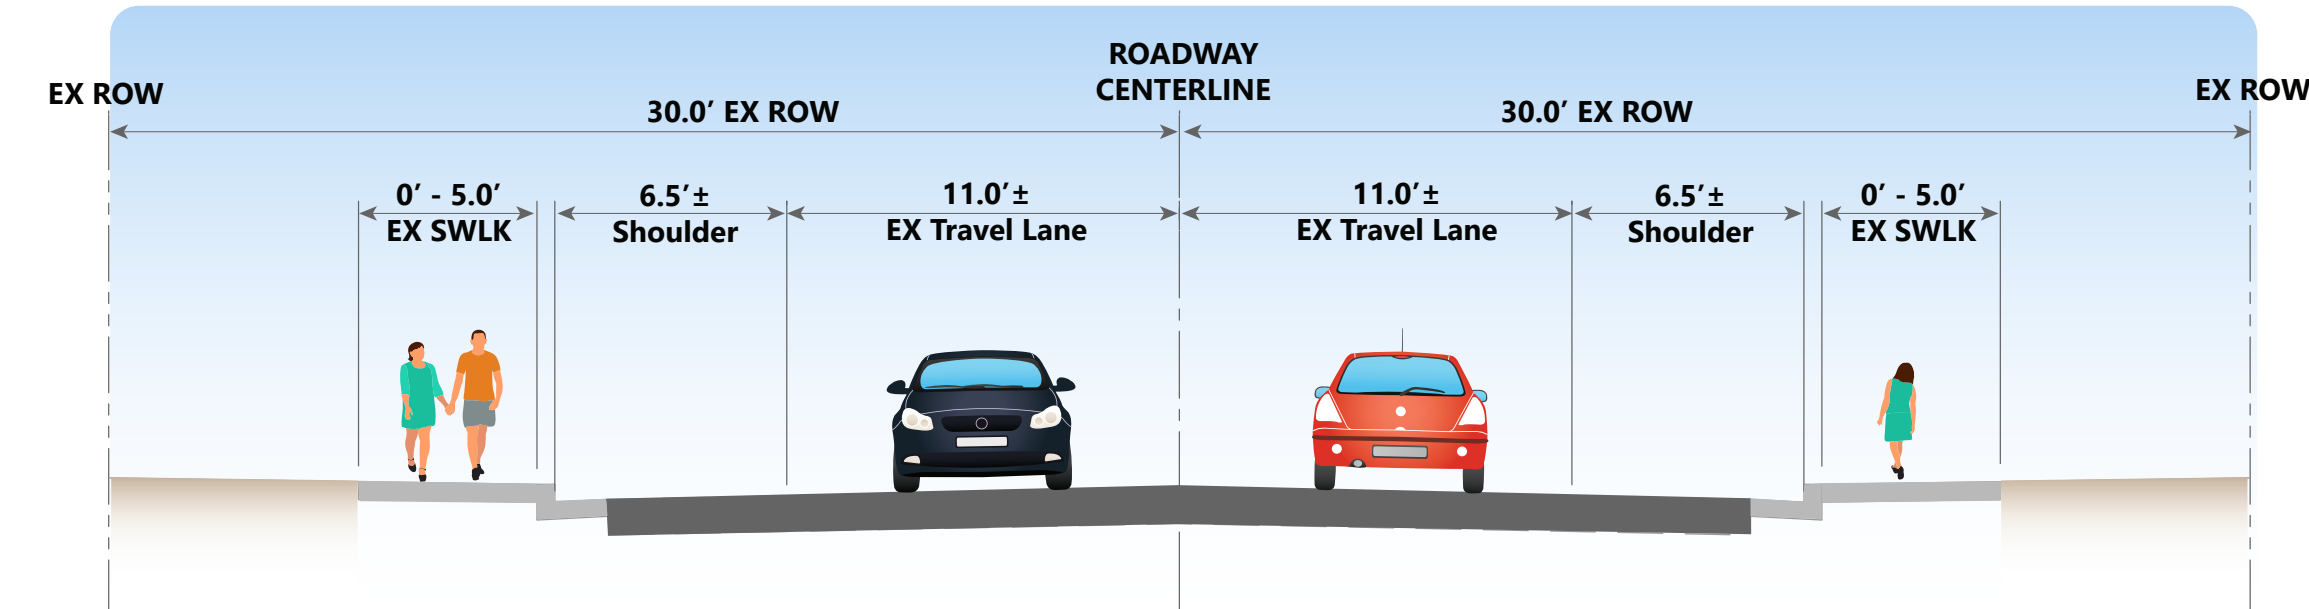 ROADWAY
CENTERLINE
EX ROW
EX ROW
30.0’ EX ROW
30.0’ EX ROW
0’ - 5.0’
EX SWLK
6.5’±
Shoulder
11.0’±
EX Travel Lane
11.0’±
EX Travel Lane
6.5’±
Shoulder
0’ - 5.0’
EX SWLK